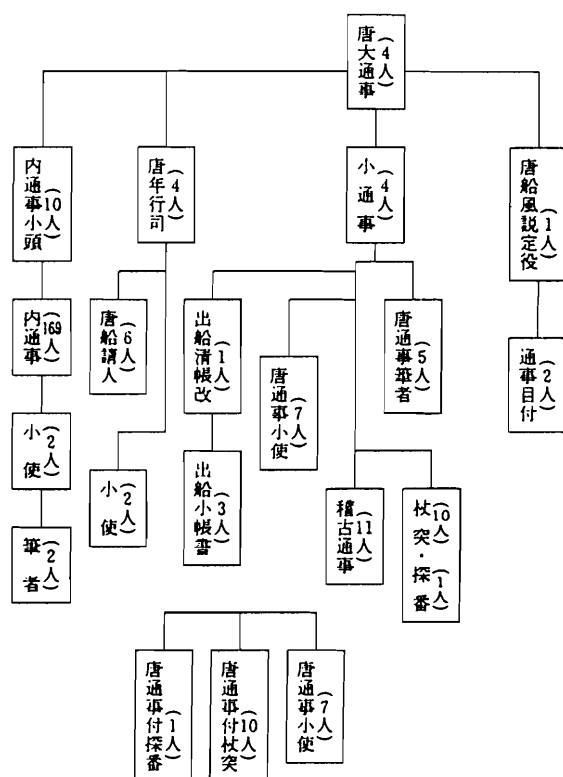 唐大通事（4人）
唐船風説定役（1人）
小通事（4人）
唐年行司（4人）
内通事小頭（10人）
通事目付（2人）
唐通事筆者（5人）
唐通事小使（7人）
出船清帳改（1人）
唐船請人（6人）
内通事（169人）
杖突・探番（10人）（1人）
稽古通事（11人）
出船小帳書（3人）
小使（2人）
小使（2人）
筆者（2人）
唐通事小使（7人）
唐通事付杖突（10人）
唐通事付探番（1人）